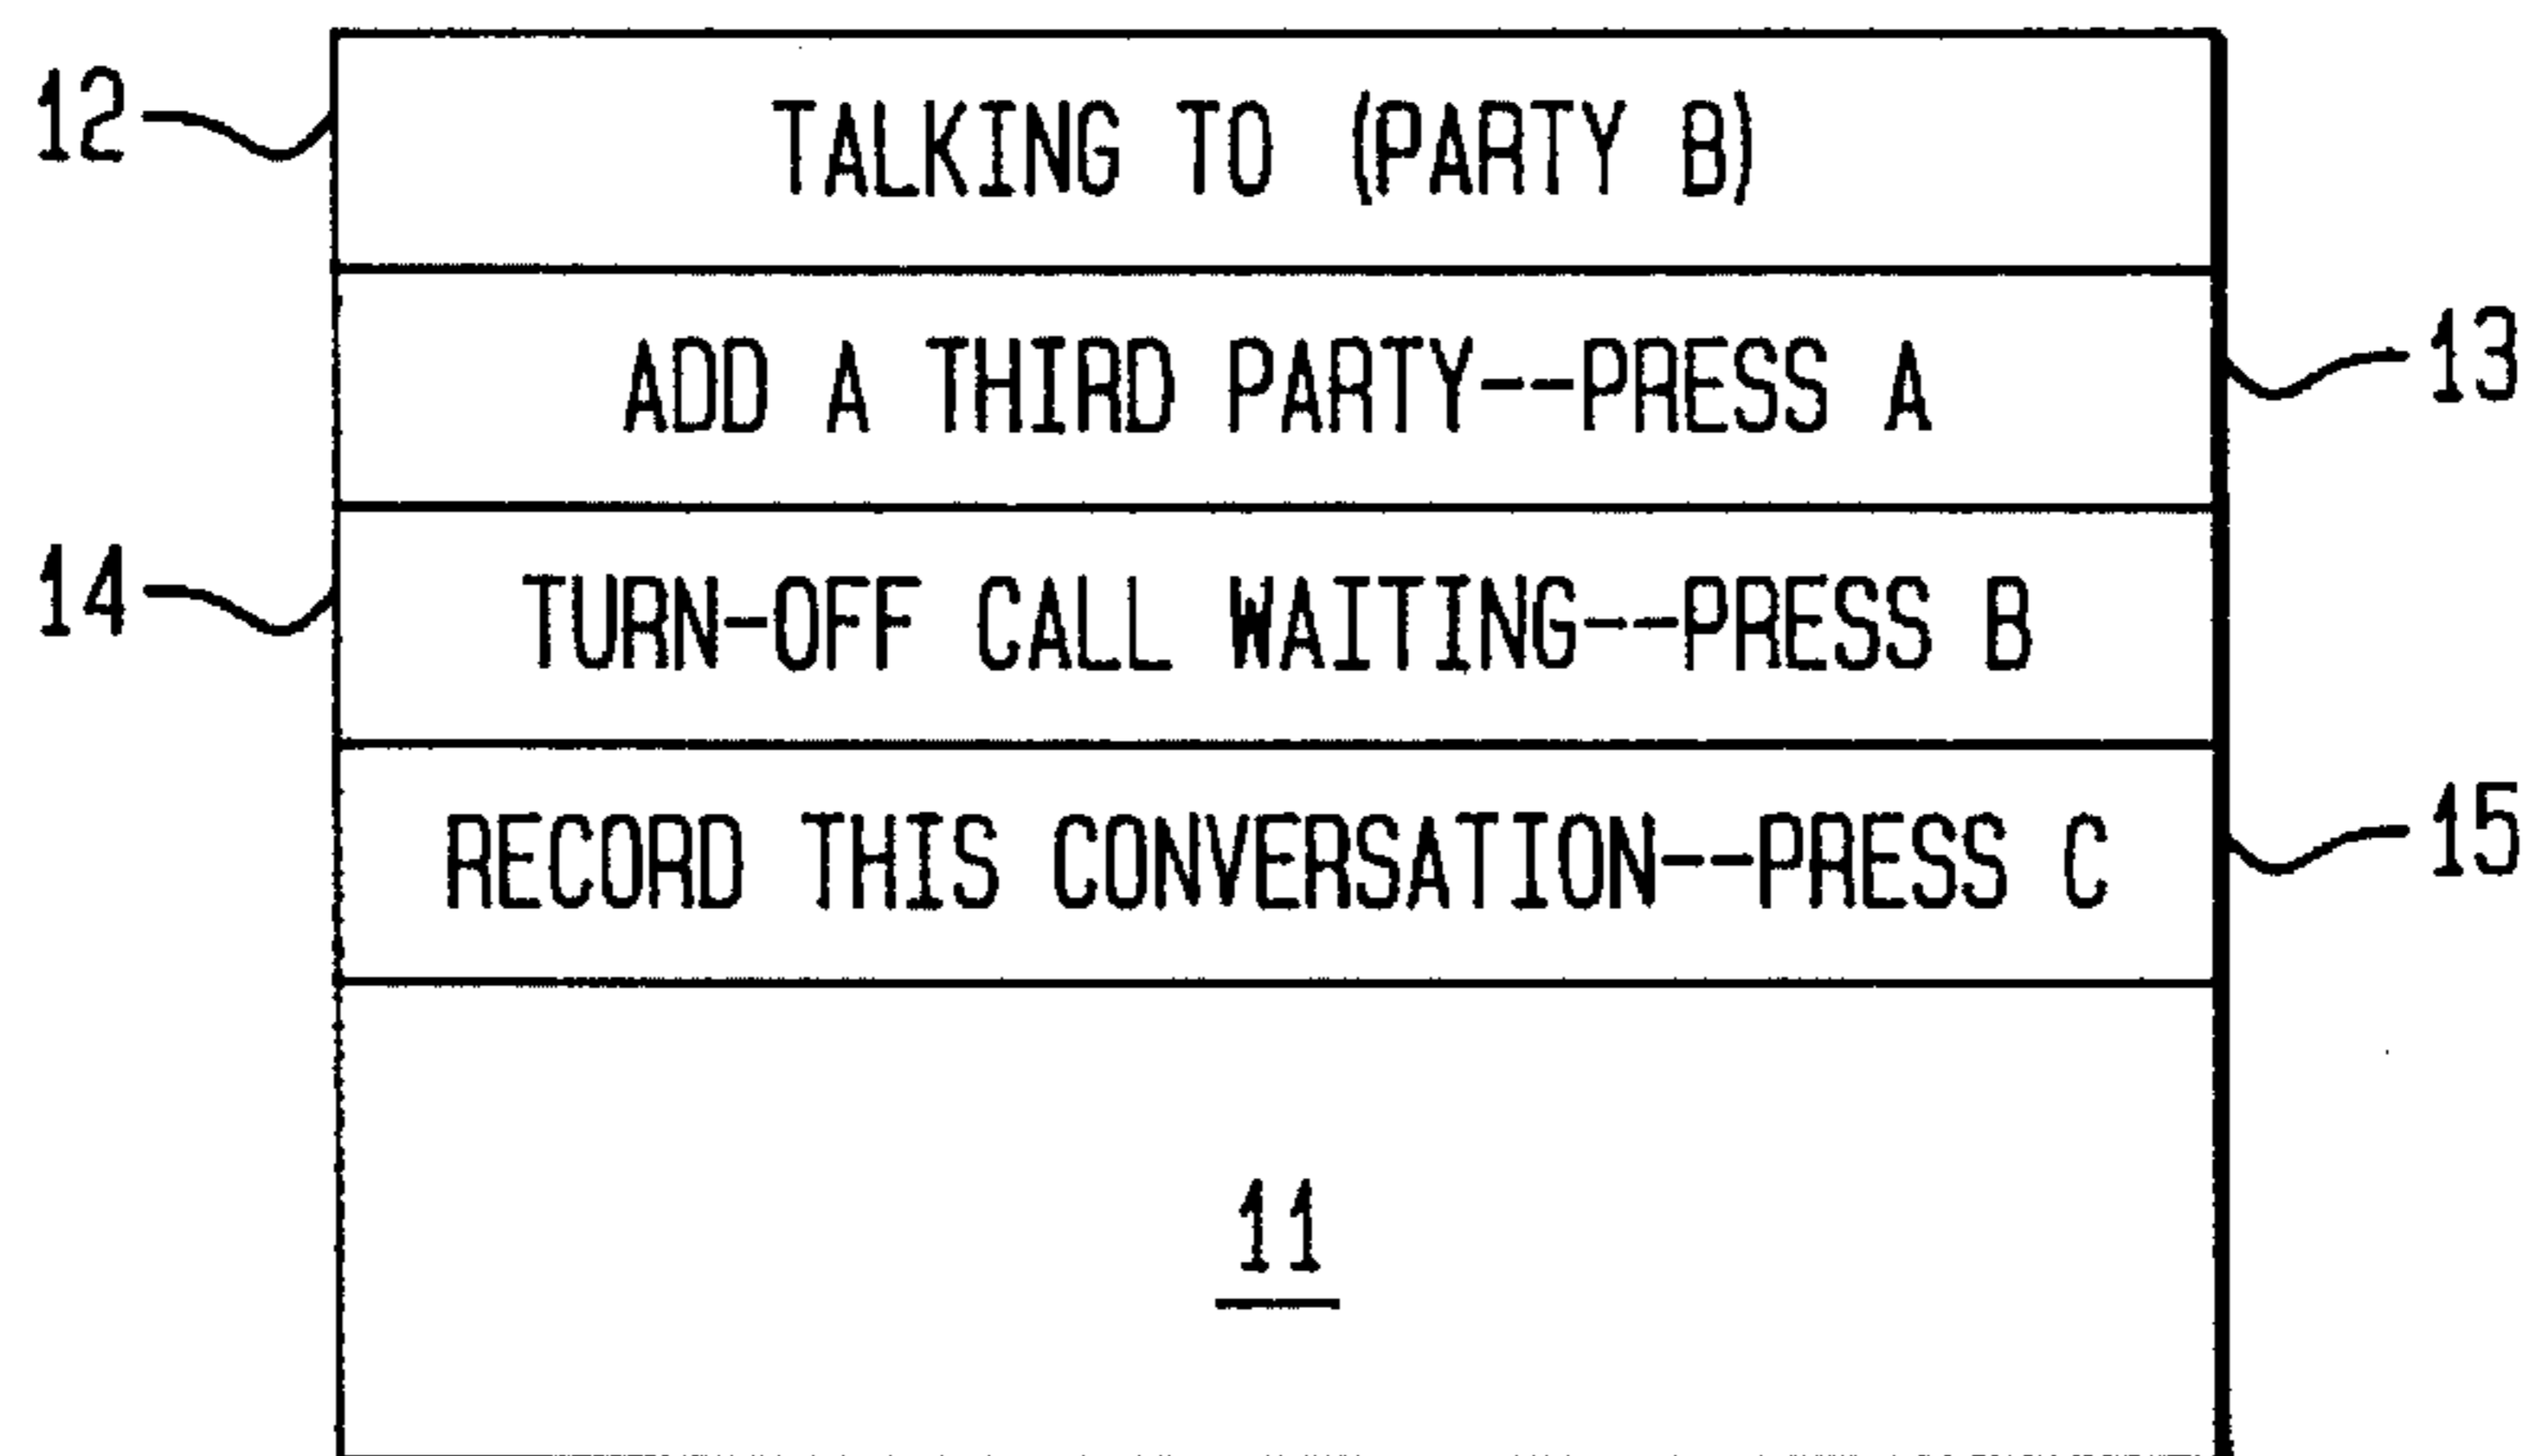 12 TALKING TO (PARTY B)
ADD A THIRD PARTY--PRESS A 13
14 TURN-OFF CALL WAITING--PRESS B
RECORD THIS CONVERSATION--PRESS C 15
11